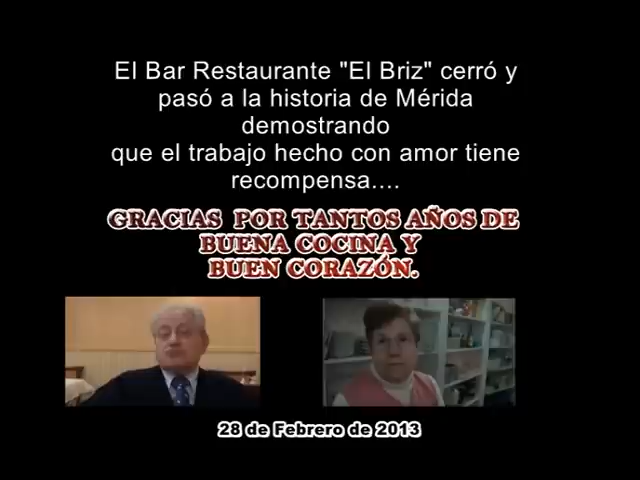 El Bar Restaurante "El Briz" cerró y
pasó a la historia de Mérida
demostrando
que el trabajo hecho con amor tiene
recompensa....
GRACIAS POR TANTOS AÑOS DE
BUENA COCINA Y
BUEN CORAZÓN.
28 de Febrero de 2013